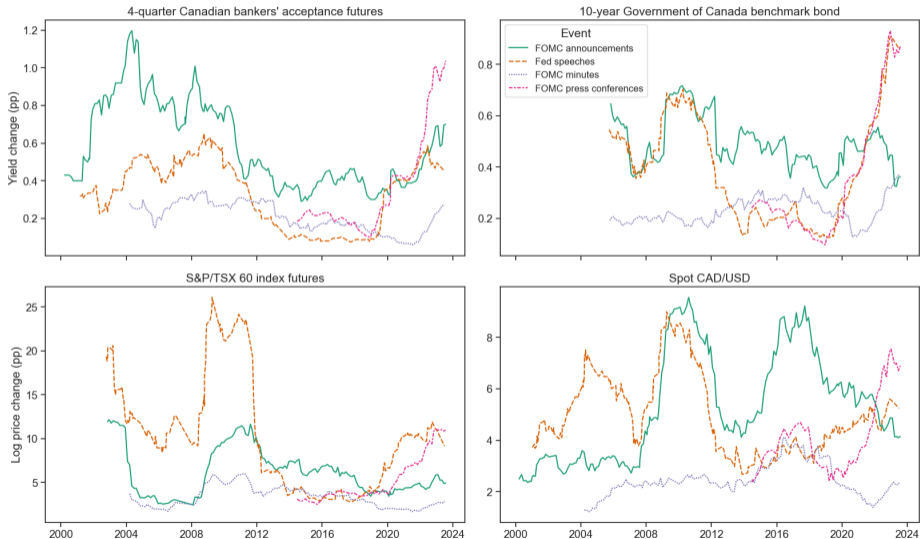 4-quarter Canadian bankers' acceptance futures
10-year Government of Canada benchmark bond
Yield change (pp)
1.2
1.0
0.8
0.6
0.4
0.2
0.8
0.6
0.4
0.2
Event
FOMC announcements
Fed speeches
FOMC minutes
FOMC press conferences
S&P/TSX 60 index futures
Spot CAD/USD
Log price change (pp)
25
20
15
10
5
8
6
4
2
2000 2004 2008 2012 2016 2020 2024
2000 2004 2008 2012 2016 2020 2024